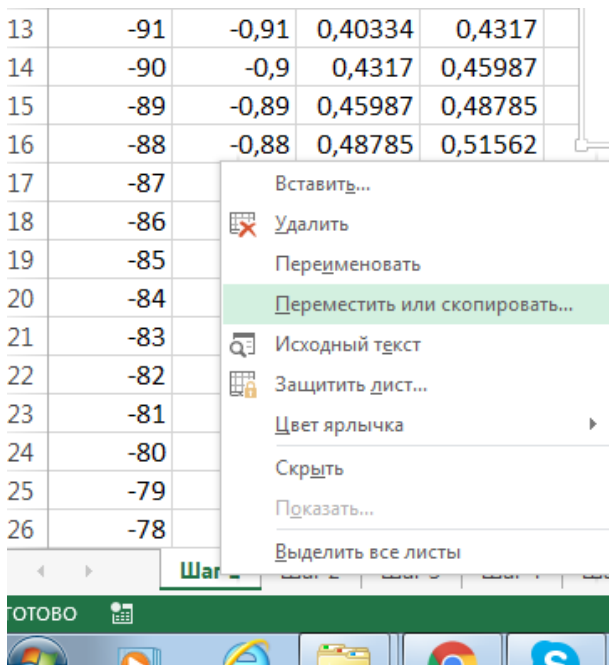 13 -91 -0,91 0,40334 0,4317
14 -90 -0,9 0,4317 0,45987
15 -89 -0,89 0,45987 0,48785
16 -88 -0,88 0,48785 0,51562
17 -87 Вставить...
18 -86 Удалить
19 -85 Переименовать
20 -84 Переместить или скопировать...
21 -83 Исходный текст
22 -82 Защитить лист...
23 -81 Цвет ярлычка
24 -80 Скрыть
25 -79 Показать...
26 -78 Выделить все листы
Шаг
ГОТОВО